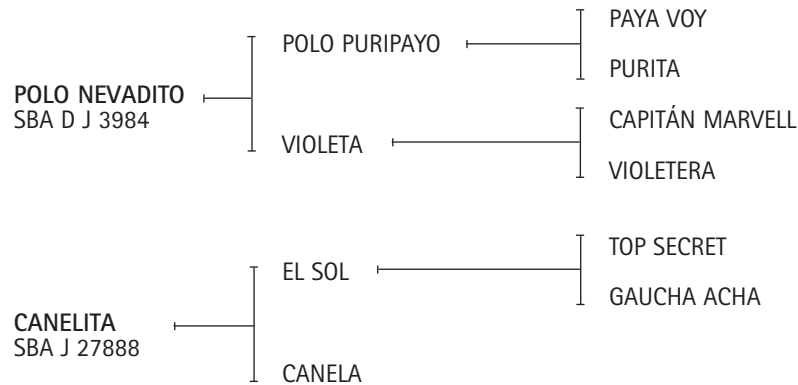 PAYA VOY
POLO PURIPAYO
PURITA
POLO NEVADITO
SBA D J 3984
CAPITÁN MARVELL
VIOLETA
VIOLETERA
TOP SECRET
EL SOL
GAUCHA ACHA
CANELITA
SBA J 27888
CANELA